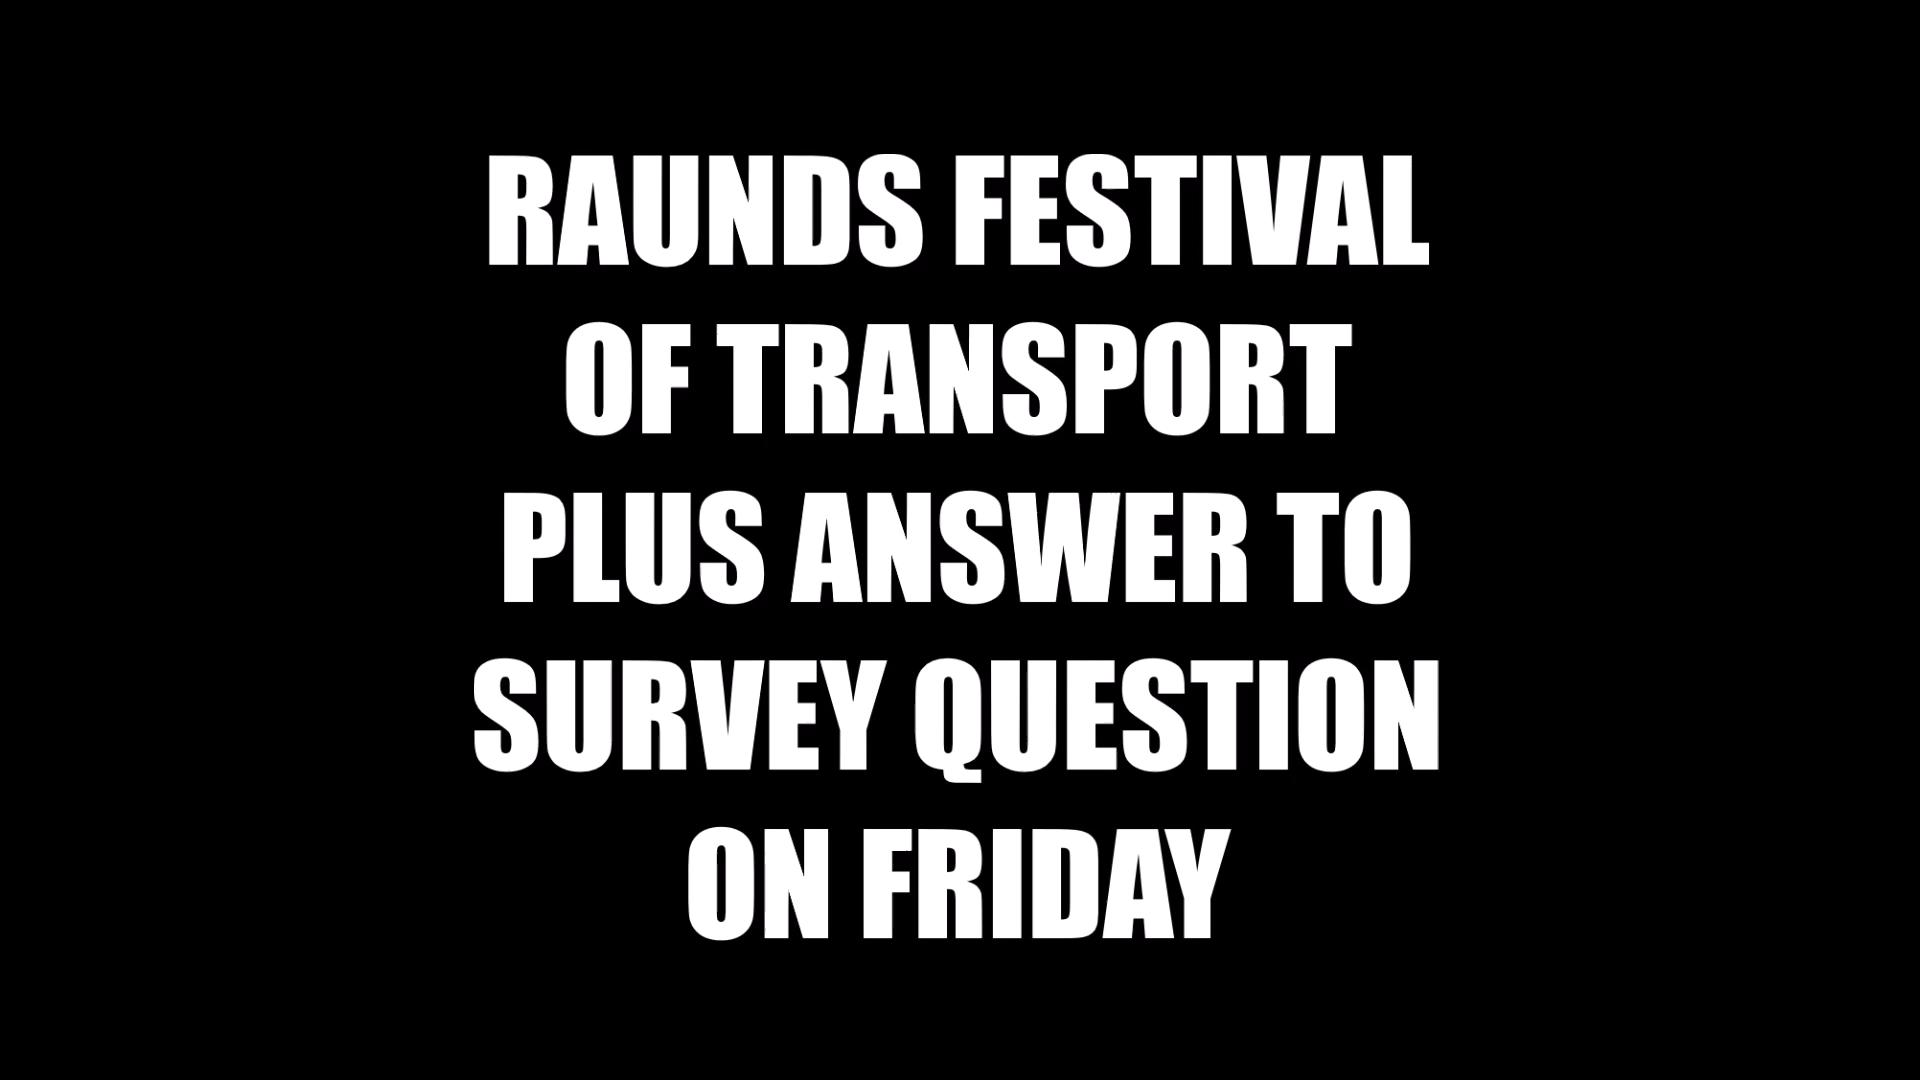 RAUNDS FESTIVAL
OF TRANSPORT
PLUS ANSWER TO
SURVEY QUESTION
ON FRIDAY